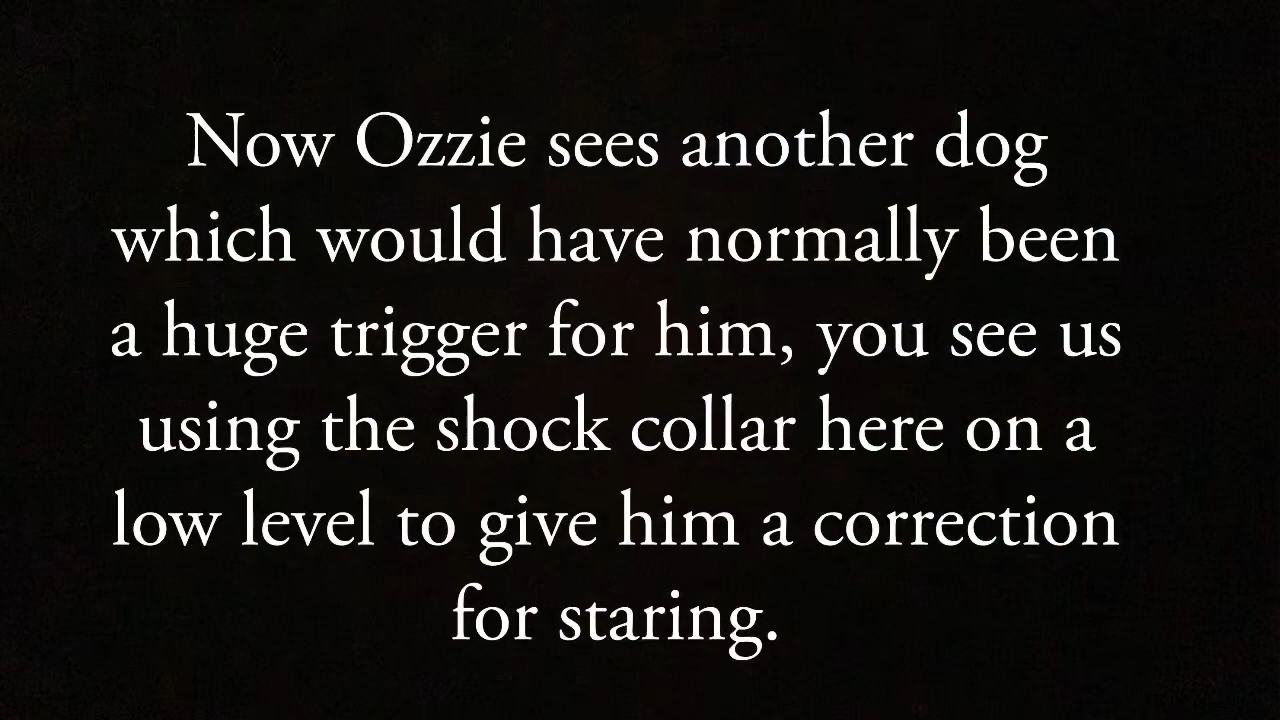 Now Ozzie sees another dog
which would have normally been
a huge trigger for him, you see us
using the shock collar here on a
low level to give him a correction
for staring.